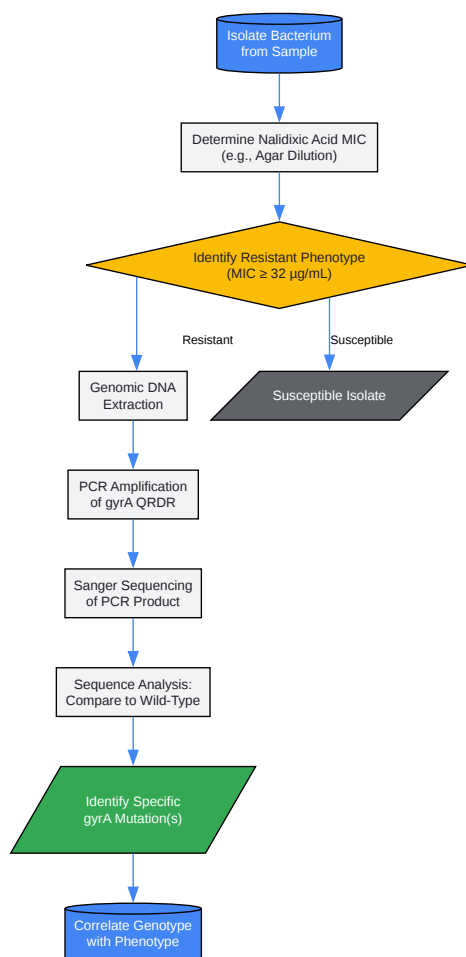 Isolate Bacterium
from Sample
Determine Nalidixic Acid MIC
(e.g., Agar Dilution)
Identify Resistant Phenotype
(MIC ≥ 32 µg/mL)
Resistant
Susceptible
Genomic DNA
Extraction
Susceptible Isolate
PCR Amplification
of gyrA QRDR
Sanger Sequencing
of PCR Product
Sequence Analysis:
Compare to Wild-Type
Identify Specific
gyrA Mutation(s)
Correlate Genotype
with Phenotype